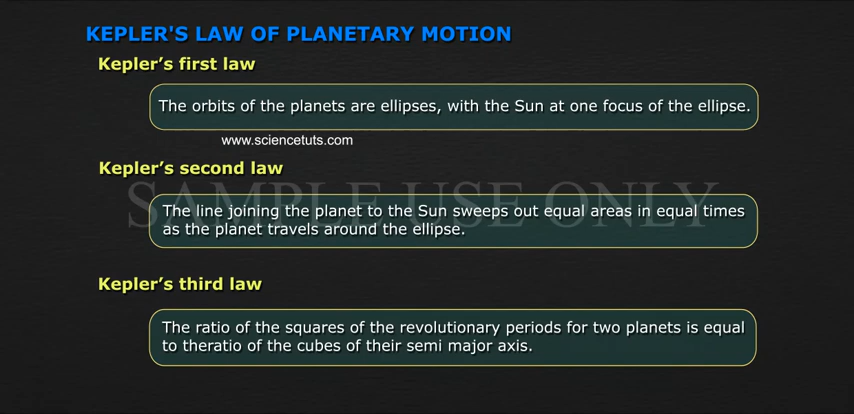 KEPLER'S LAW OF PLANETARY MOTION
Kepler's first law
The orbits of the planets are ellipses, with the Sun at one focus of the ellipse.
www.sciencetuts.com
Kepler's second law
SAMPLE USE ONLY
The line joining the planet to the Sun sweeps out equal areas in equal times
as the planet travels around the ellipse.
Kepler's third law
The ratio of the squares of the revolutionary periods for two planets is equal
to theratio of the cubes of their semi major axis.